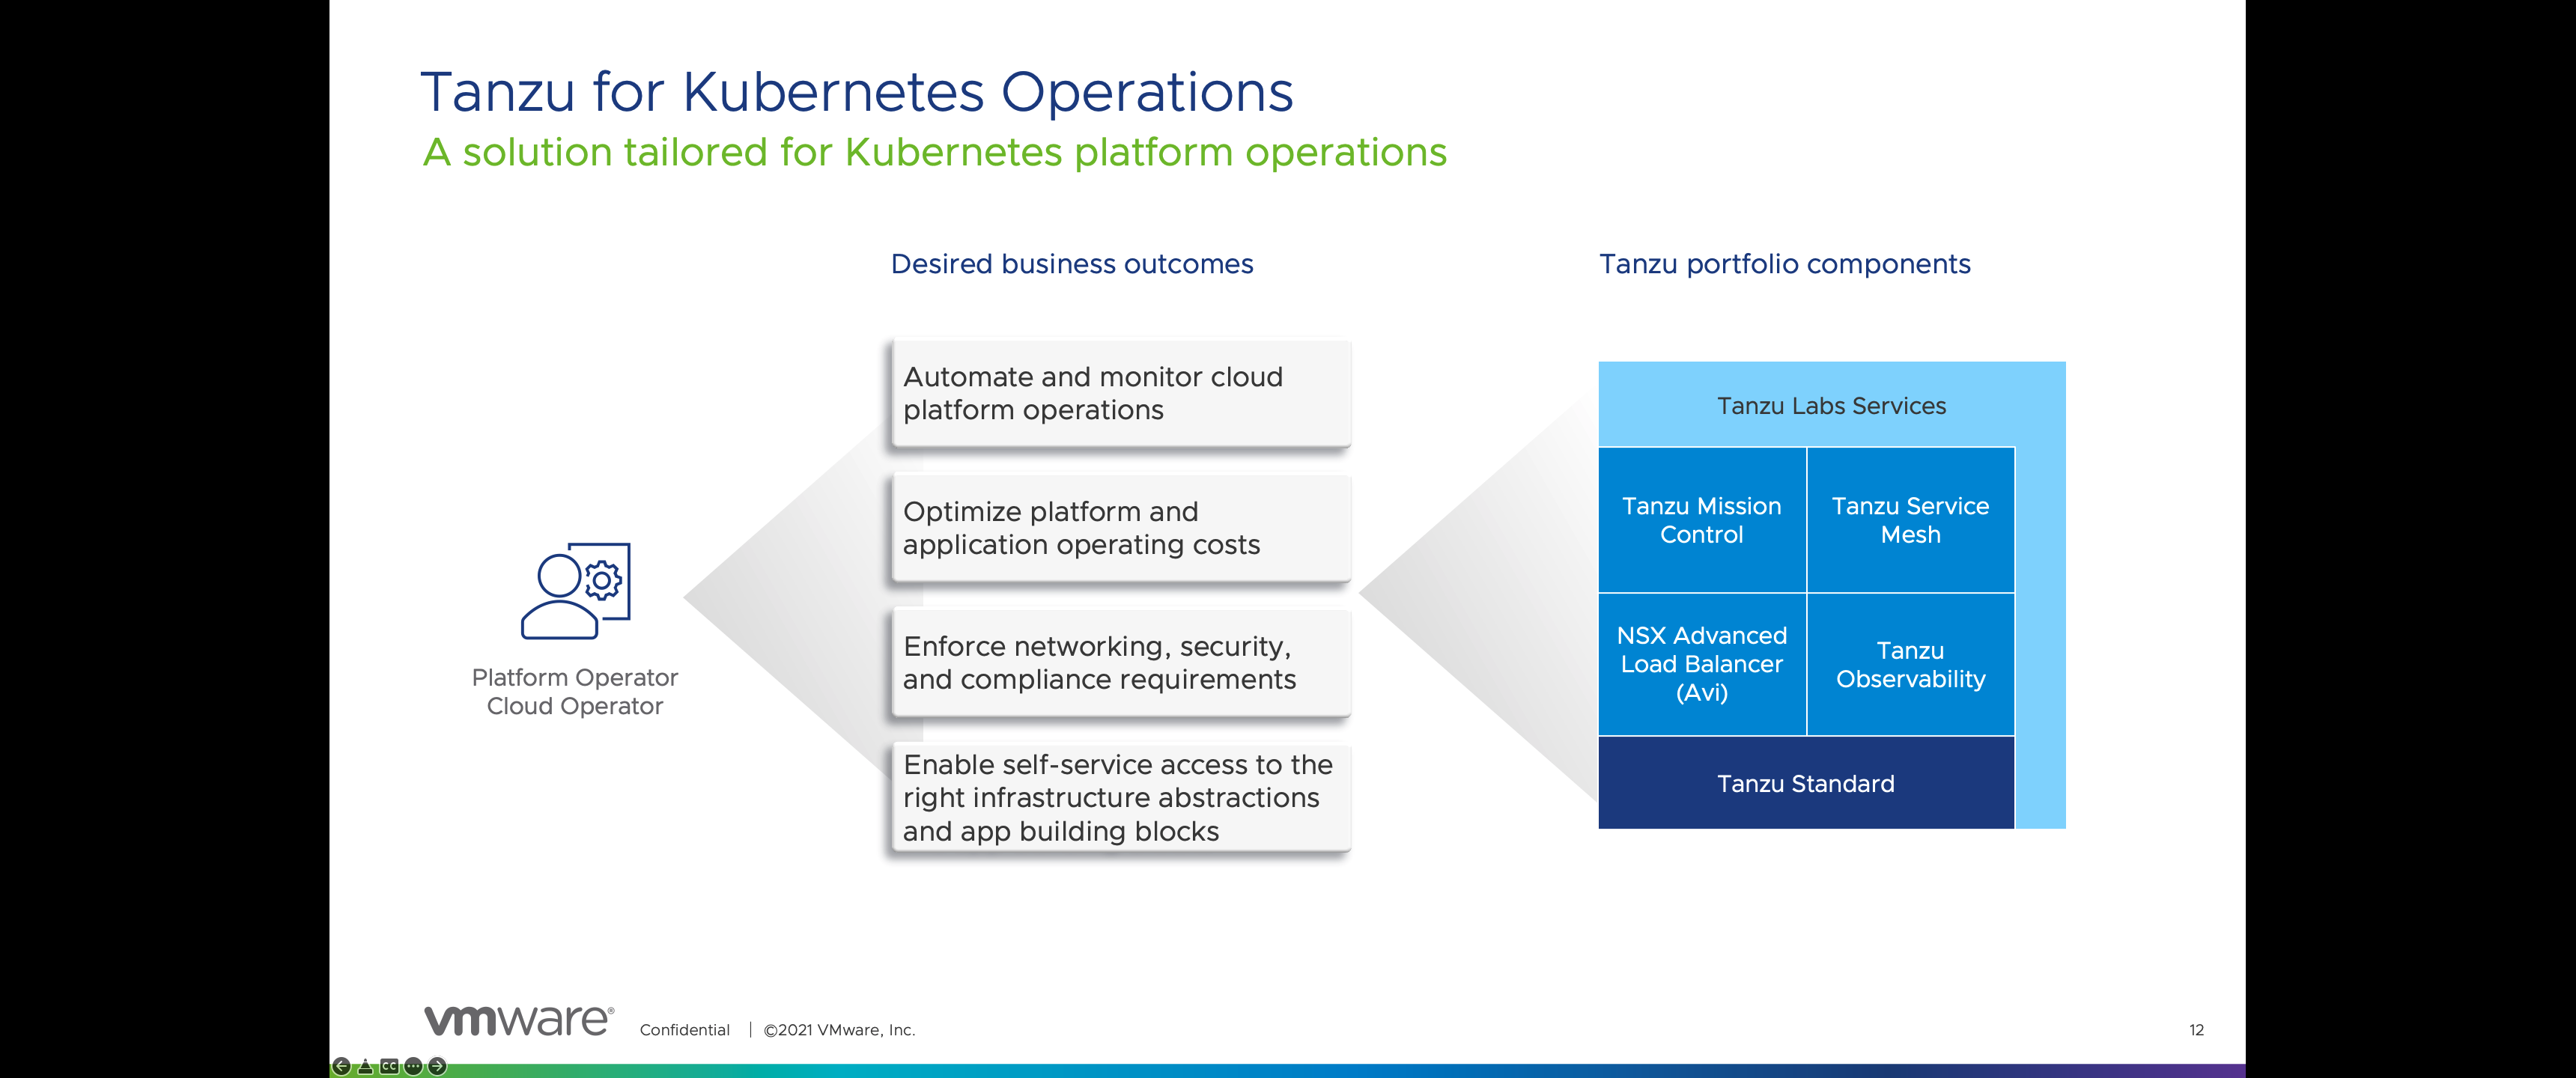 Tanzu for Kubernetes Operations
A solution tailored for Kubernetes platform operations
Desired business outcomes
Tanzu portfolio components
Platform Operator
Cloud Operator
Automate and monitor cloud
platform operations
Optimize platform and
application operating costs
Enforce networking, security,
and compliance requirements
Enable self-service access to the
right infrastructure abstractions
and app building blocks
Tanzu Labs Services
Tanzu Mission
Control
Tanzu Service
Mesh
NSX Advanced
Load Balancer
(Avi)
Tanzu
Observability
Tanzu Standard
vmware®
Confidential | ©2021 VMware, Inc.
12
CC